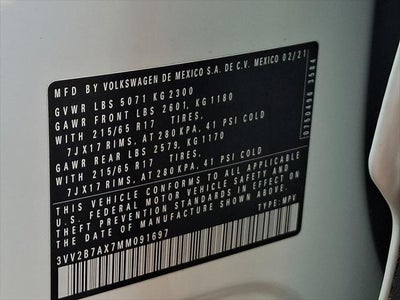 MFD BY VOLKSWAGEN DE MEXICO S.A. DE C.V. MEXICO 02/21
GVWR LBS 5071 KG 2300
GAWR FRONT LBS 2601, KG 1180
WITH 215/65 R17 TIRES,
7JX17 RIMS, AT 280 KPA, 41 PSI COLD
GAWR REAR LBS 2579, KG 1170
WITH 215/65 R17 TIRES,
7JX17 RIMS, AT 280 KPA, 41 PSI COLD
THIS VEHICLE CONFORMS TO ALL APPLICABLE
U.S. FEDERAL MOTOR VEHICLE SAFETY AND
THEFT PREVENTION STANDARDS IN EFFECT ON
THE DATE OF MANUFACTURE SHOWN ABOVE.
3VV2B7AX7MM091697 TYPE: MPV